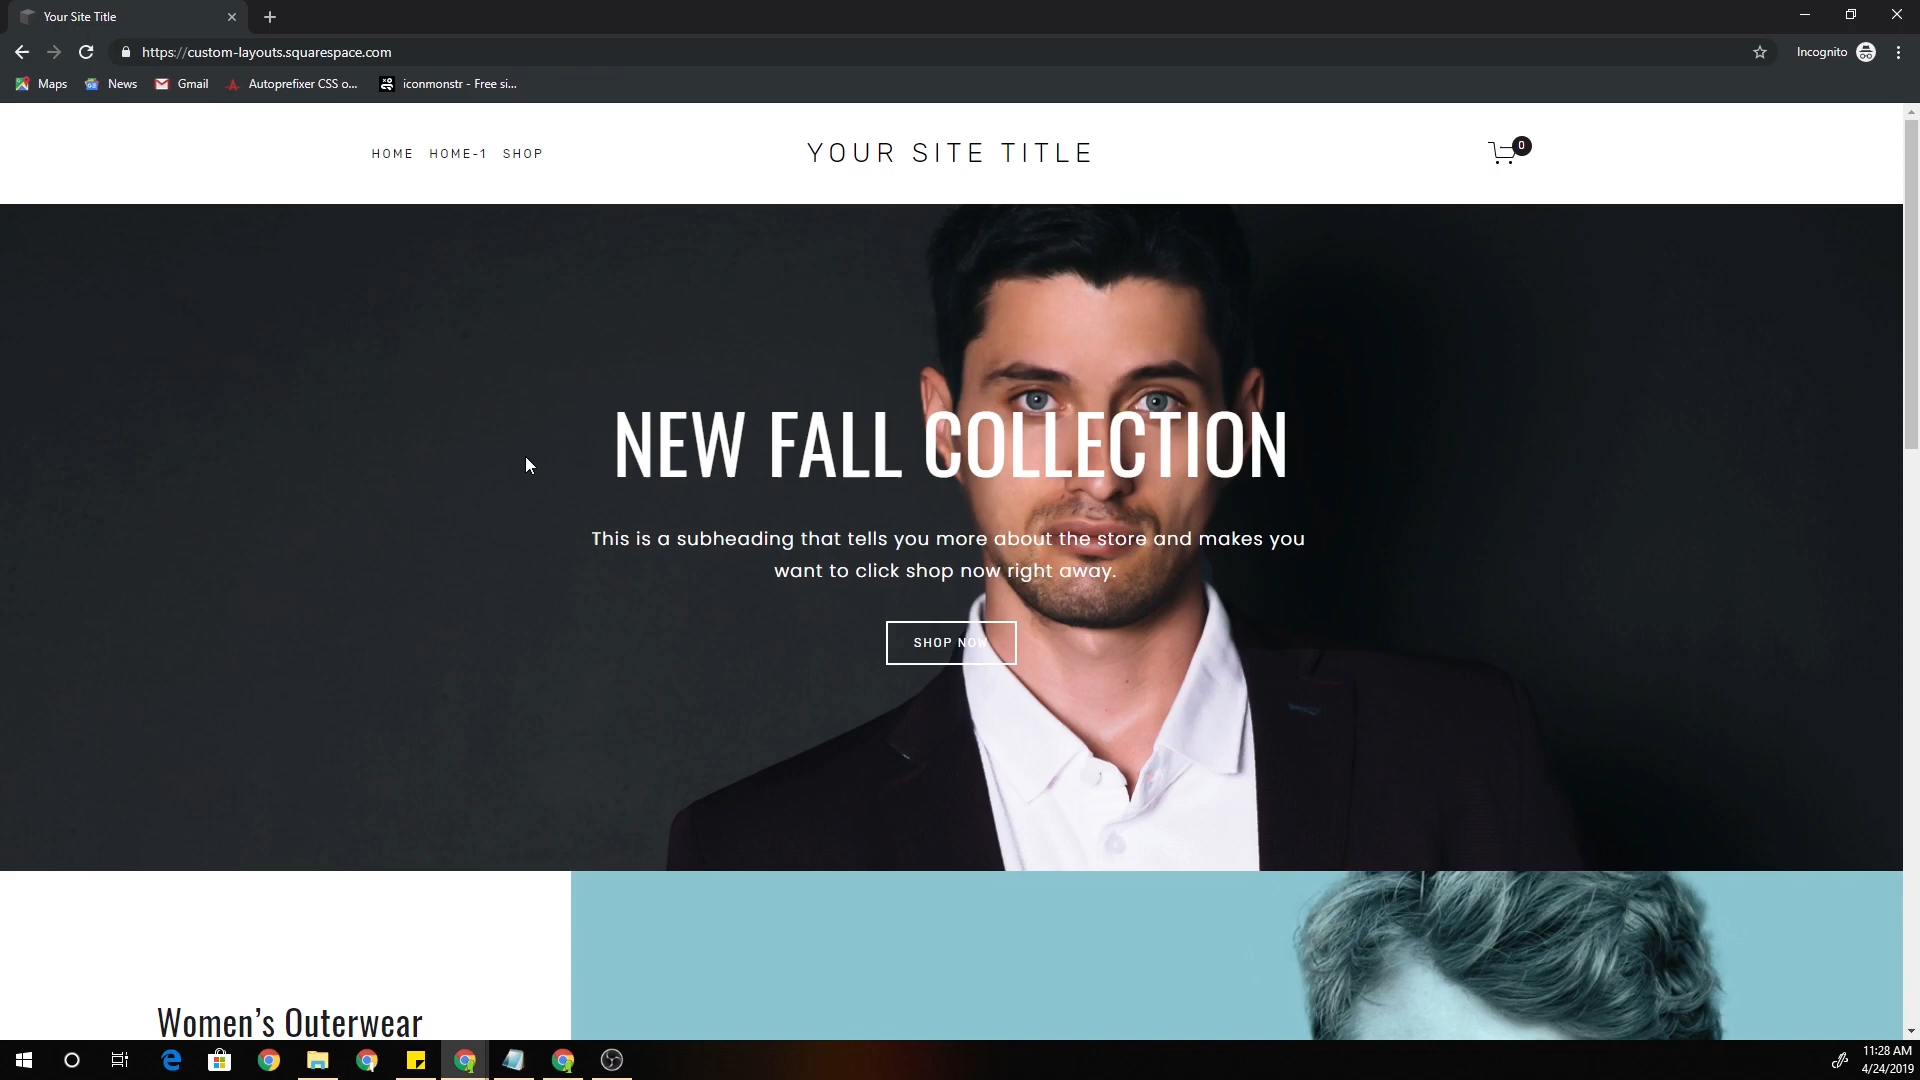 Your Site Title
https://custom-layouts.squarespace.com
Incognito
Maps
News
Gmail
Autoprefixer CSS o...
iconmonstr - Free si...
HOME
HOME-1
SHOP
YOUR SITE TITLE
0
NEW FALL COLLECTION
This is a subheading that tells you more about the store and makes you
want to click shop now right away.
SHOP NOW
Women’s Outerwear
11:28 AM
4/24/2019